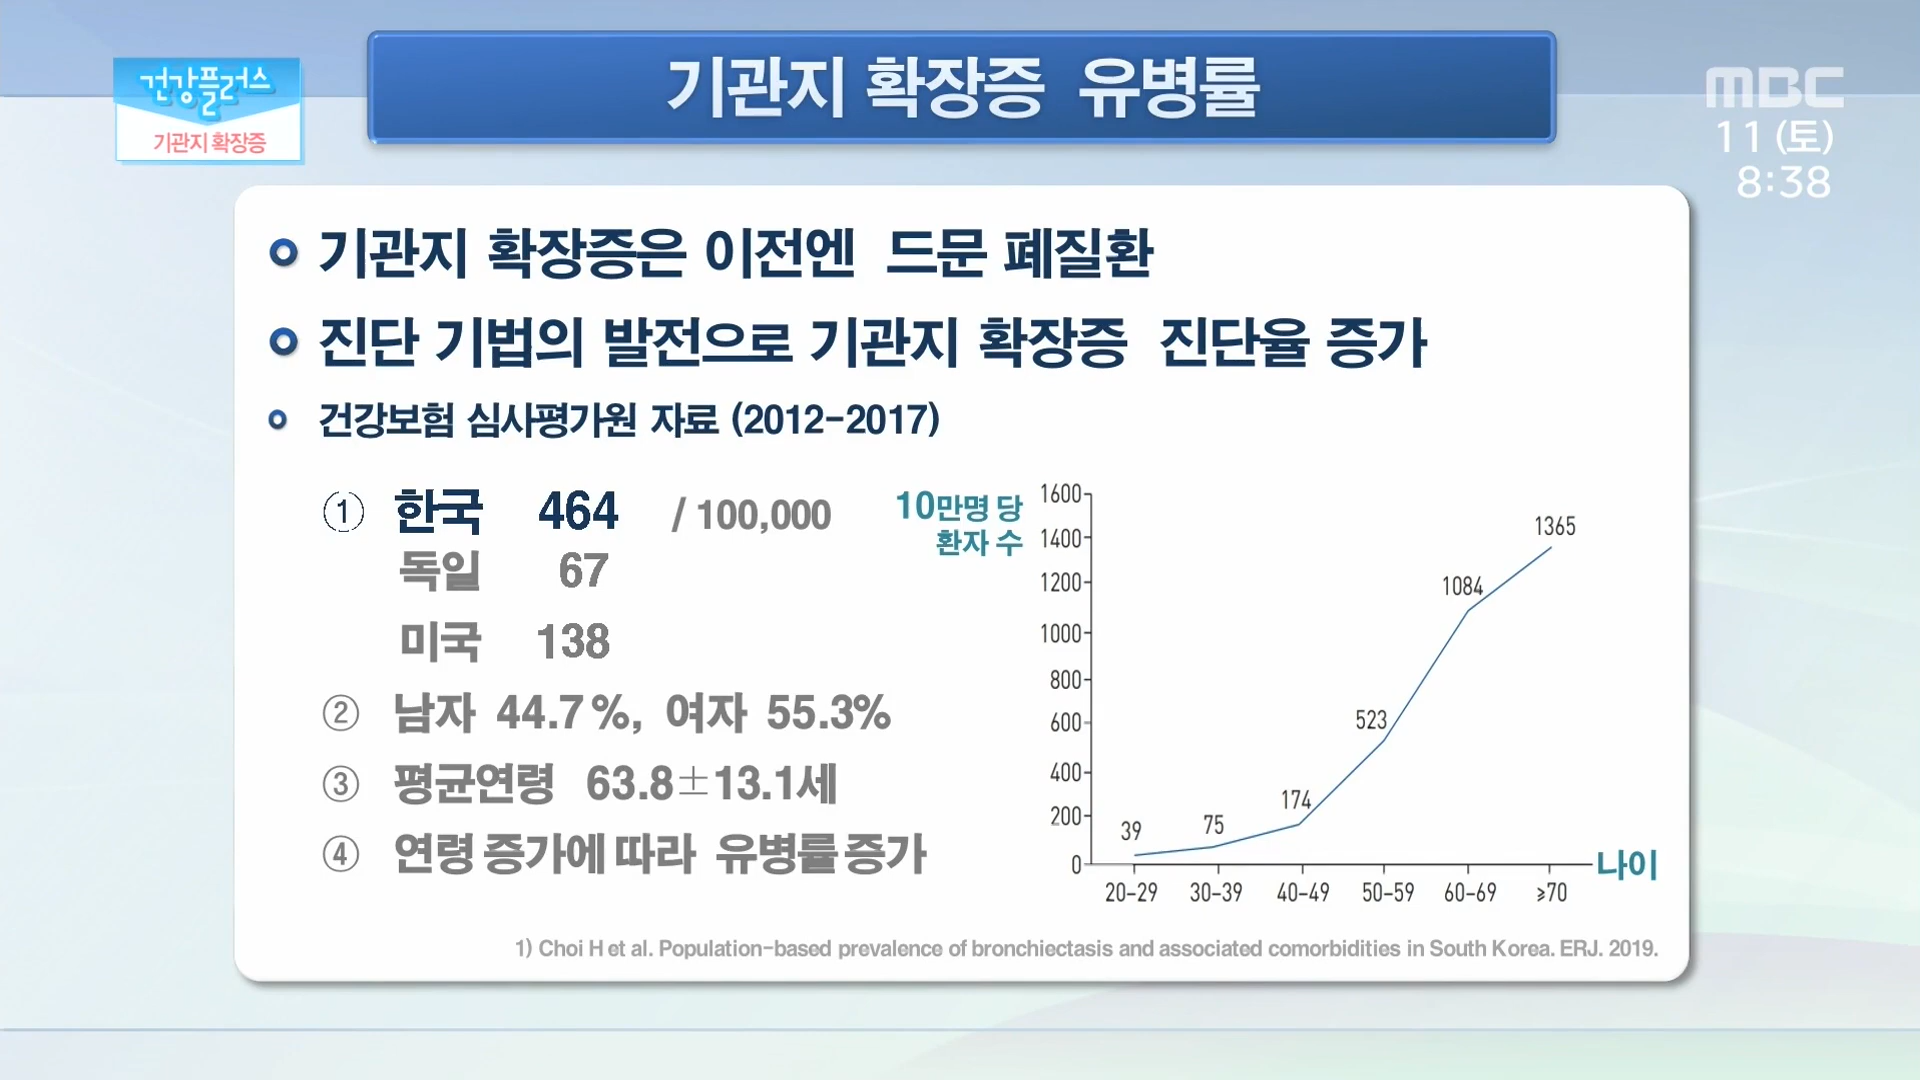 건강플러스
기관지 확장증
기관지 확장증 유병률
MBC
11 (토)
8:38
기관지 확장증은 이전엔 드문 폐질환
진단 기법의 발전으로 기관지 확장증 진단율 증가
건강보험 심사평가원 자료 (2012-2017)
① 한국 464 / 100,000
독일 67
미국 138
② 남자 44.7%, 여자 55.3%
③ 평균연령 63.8±13.1세
④ 연령 증가에 따라 유병률 증가
10만명 당
환자 수
1600
1400
1200
1000
800
600
400
200
0
39
75
174
523
1084
1365
20-29 30-39 40-49 50-59 60-69 ≥70
나이
1) Choi H et al. Population-based prevalence of bronchiectasis and associated comorbidities in South Korea. ERJ. 2019.